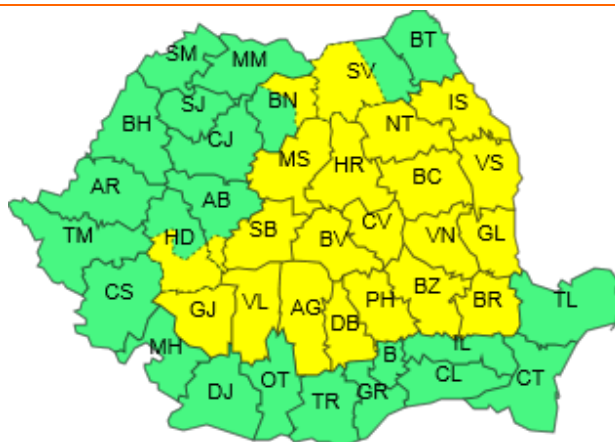 BT
SM
MM
SV
BN
SJ
IS
BH
CJ
NT
MS
HR
VS
BC
AR
AB
TM
HD
SB
BV
CV
VN
GL
CS
GJ
VL
AG
DB
PH
BZ
BR
TL
MH
B
IL
DJ
OT
TR
GR
CL
CT